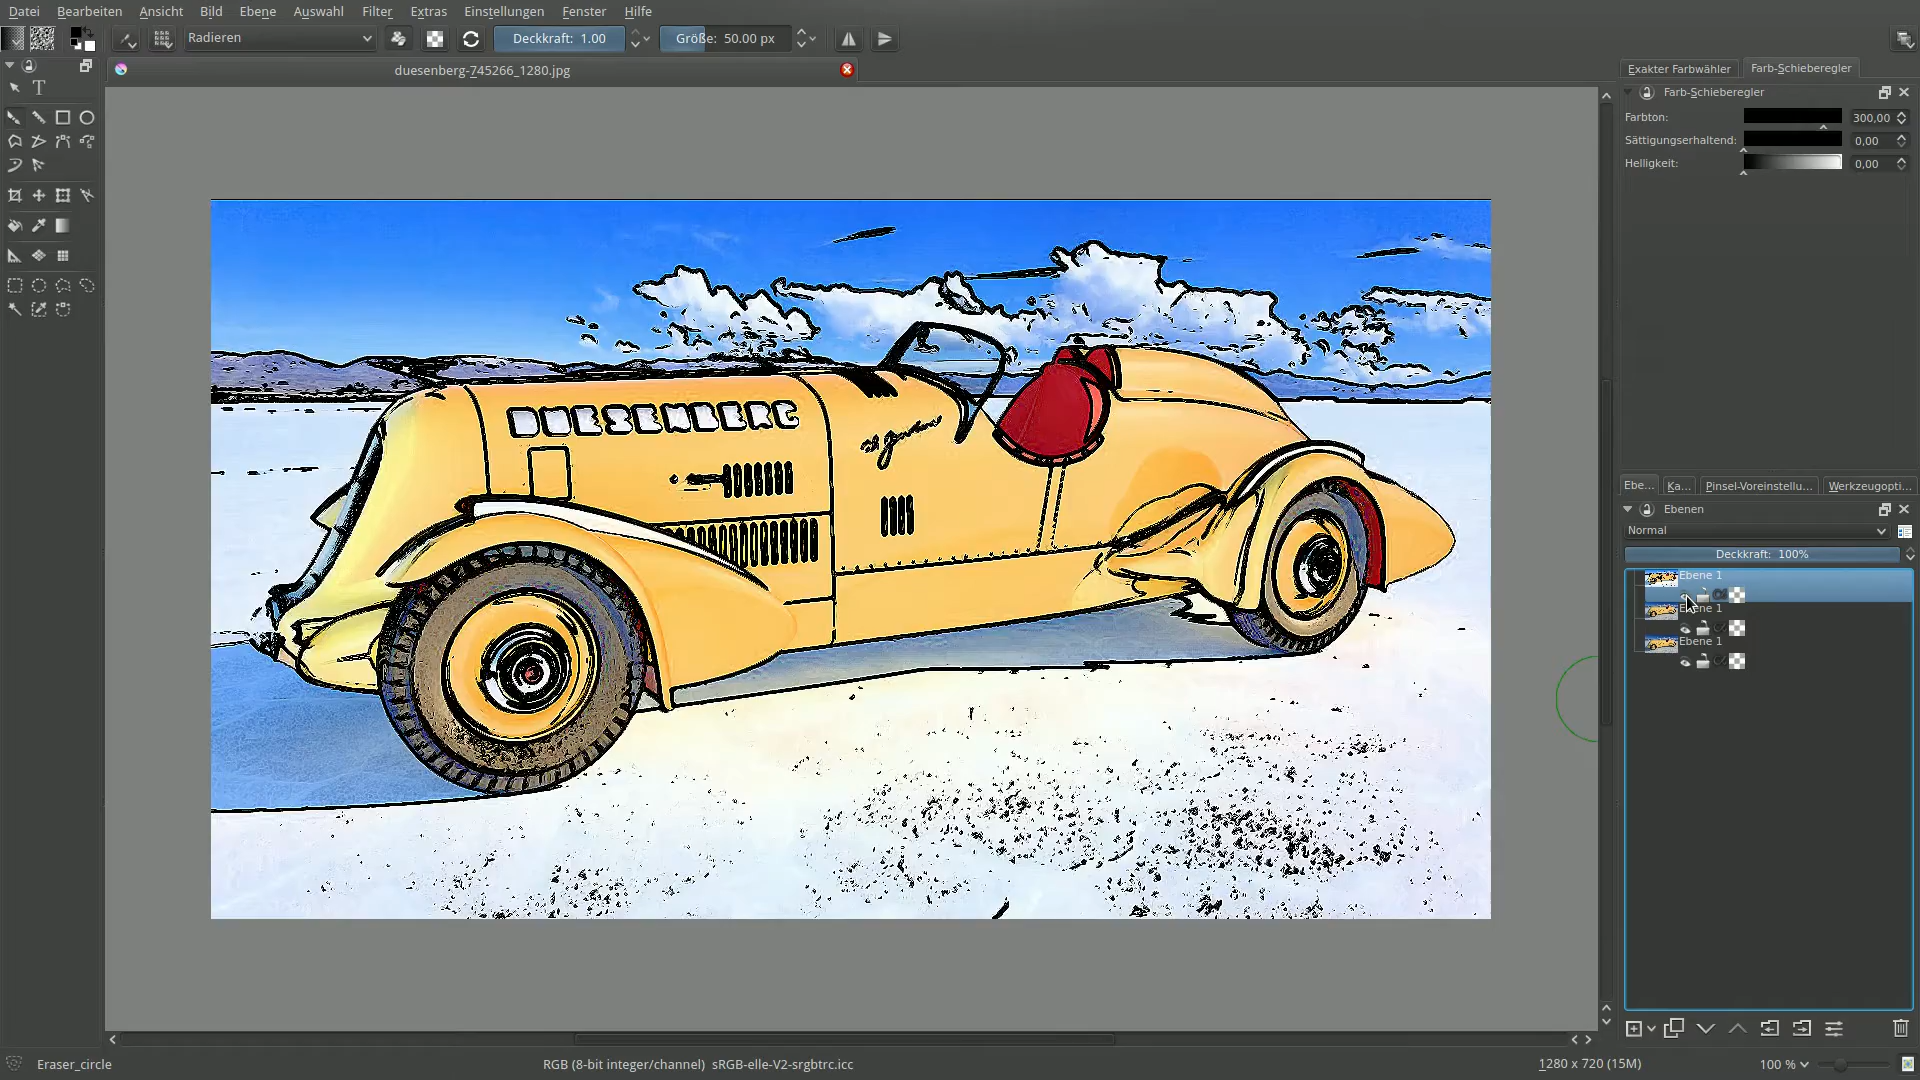 Datei Bearbeiten Ansicht Bild Ebene Auswahl Filter Extras Einstellungen Fenster Hilfe
Radieren Deckkraft: 1.00 Größe: 50.00 px
duesenberg-745266_1280.jpg
Exakter Farbwähler Farb-Schieberegler
Farb-Schieberegler
Farbton: 300,00
Sättigungserhaltend: 0,00
Helligkeit: 0,00
DUESENBERG
Ebe... Ka... Pinsel-Voreinstellu... Werkzeugopti...
Ebenen
Normal
Deckkraft: 100%
Ebene 1
Ebene 1
Ebene 1
Eraser_circle RGB (8-bit integer/channel) sRGB-elle-V2-srgbtrc.icc 1280 x 720 (15M) 100 %